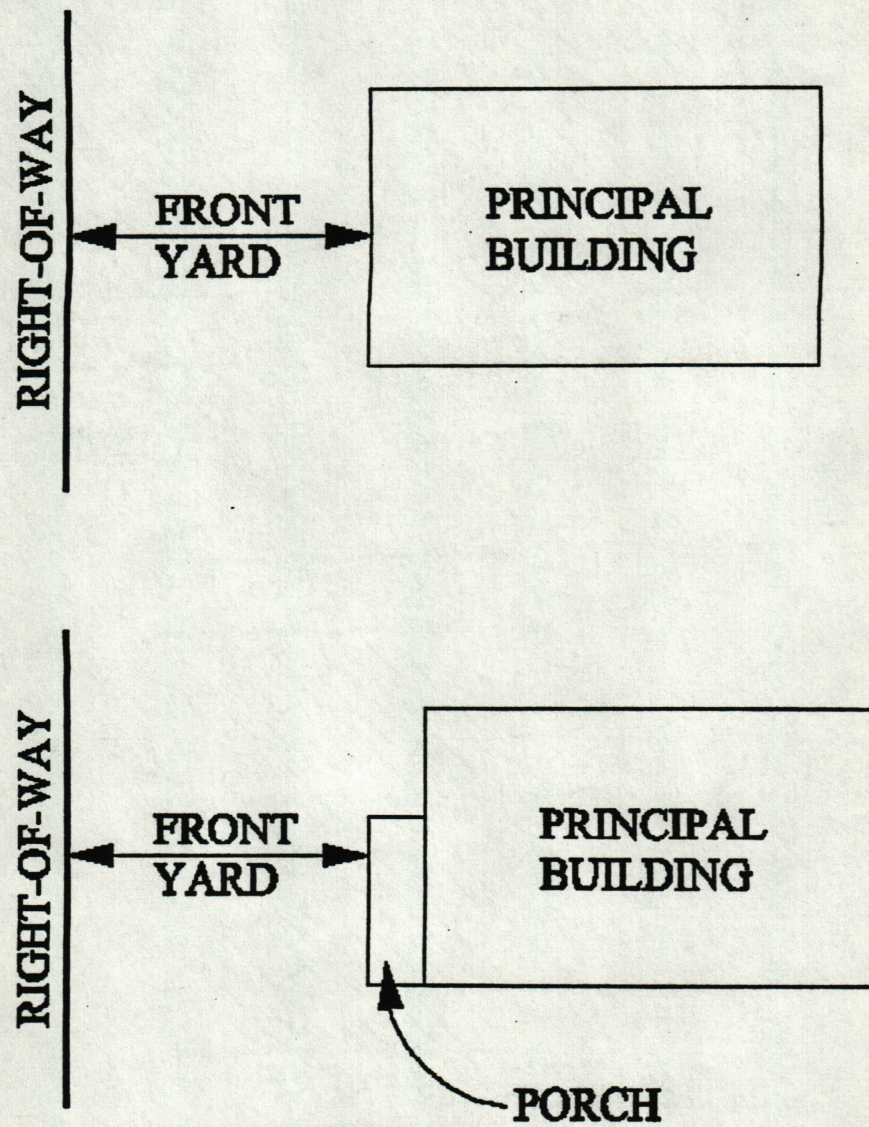 RIGHT-OF-WAY
FRONT
YARD
PRINCIPAL
BUILDING
RIGHT-OF-WAY
FRONT
YARD
PRINCIPAL
BUILDING
PORCH